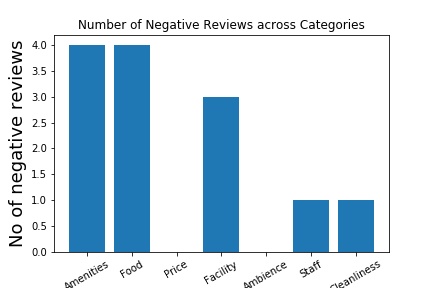 Number of Negative Reviews across Categories
No of negative reviews
4.0
3.5
3.0
2.5
2.0
1.5
1.0
0.5
0.0
Amenities
Food
Price
Facility
Ambience
Staff
Cleanliness